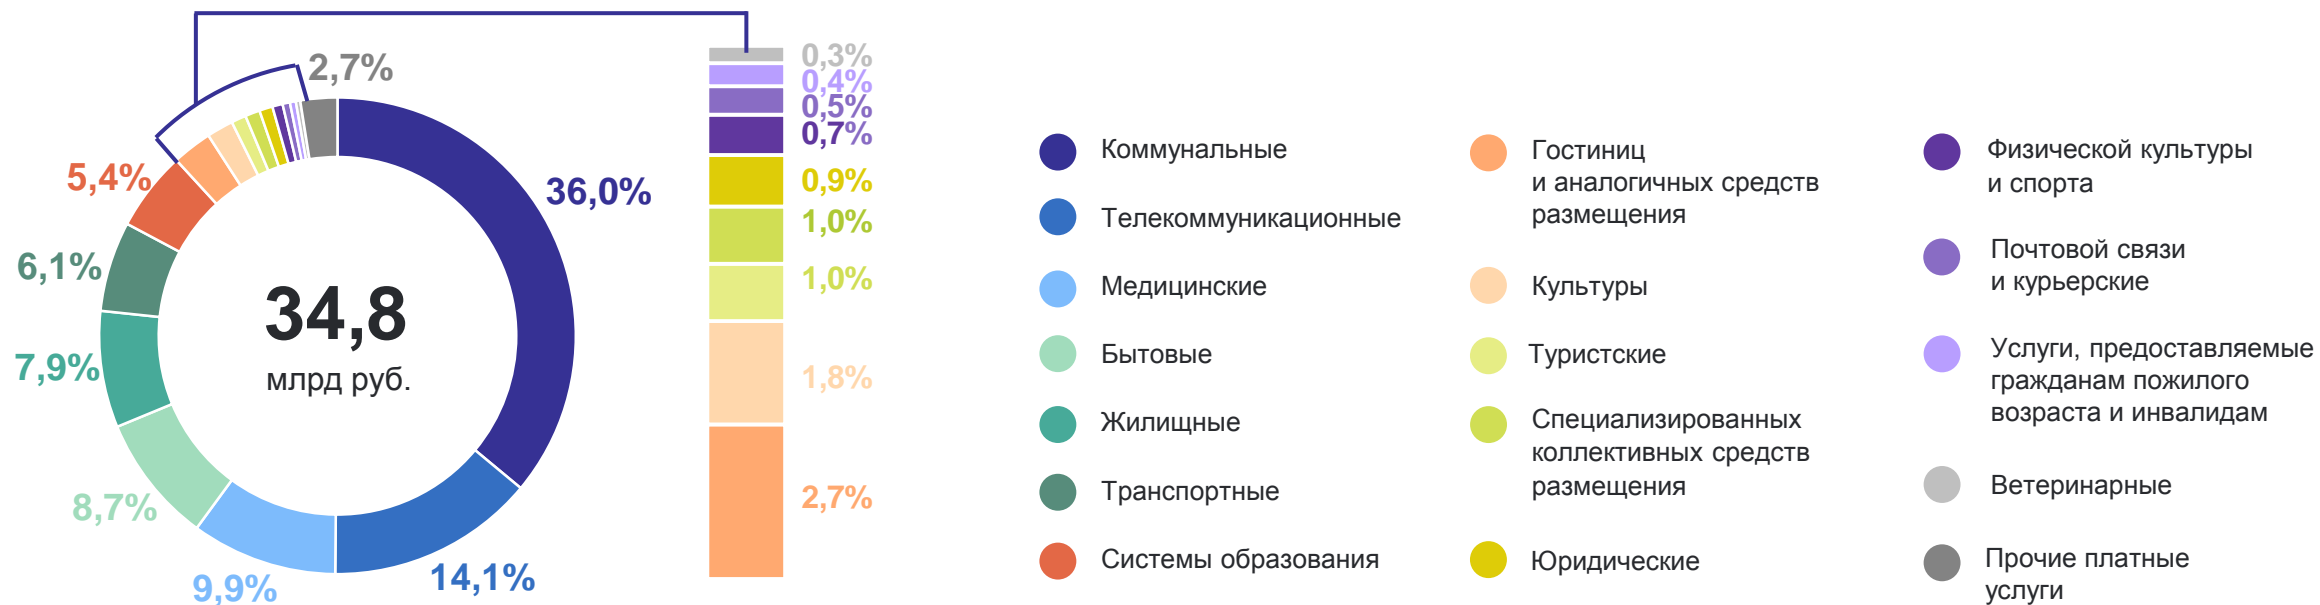 2,7%
36,0%
14,1%
9,9%
8,7%
7,9%
6,1%
5,4%
34,8
млрд руб.
0,3%
0,4%
0,5%
0,7%
0,9%
1,0%
1,0%
1,8%
2,7%
Коммунальные
Телекоммуникационные
Медицинские
Бытовые
Жилищные
Транспортные
Системы образования
Гостиниц
и аналогичных средств
размещения
Культуры
Туристские
Специализированных
коллективных средств
размещения
Юридические
Физической культуры
и спорта
Почтовой связи
и курьерские
Услуги, предоставляемые
гражданам пожилого
возраста и инвалидам
Ветеринарные
Прочие платные
услуги